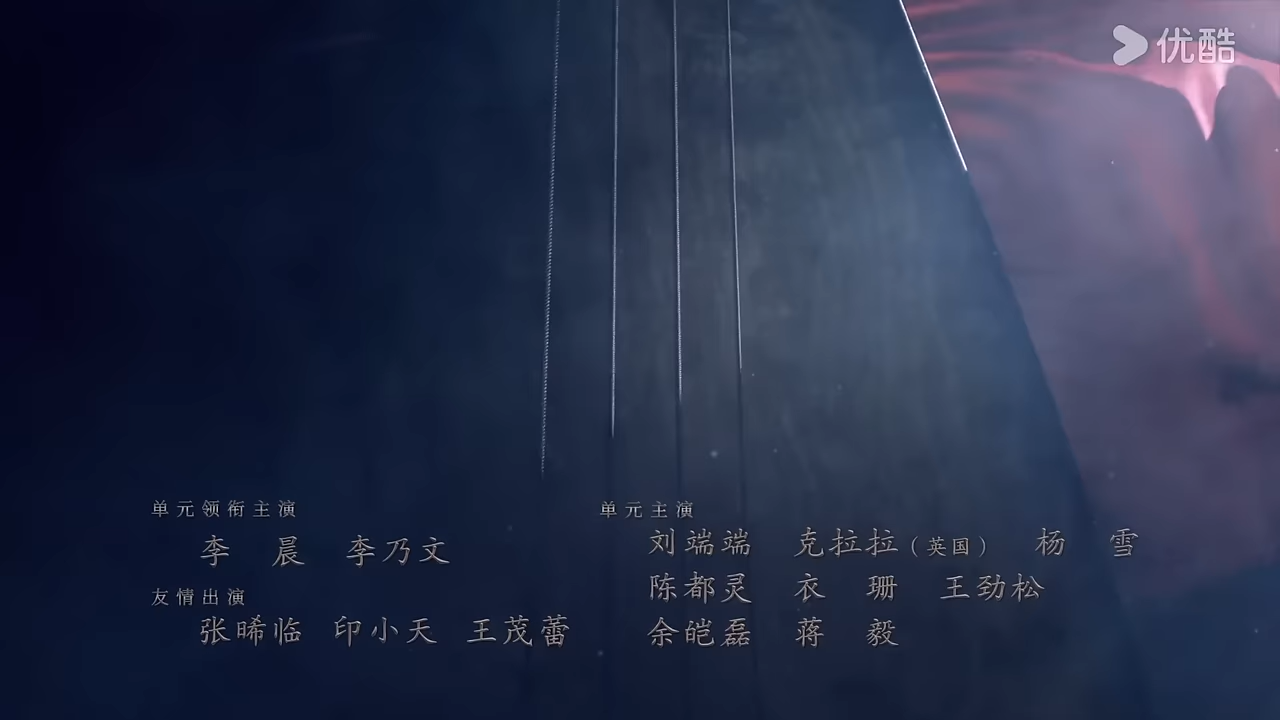 优酷
单元领衔主演
李 晨 李乃文
友情出演
张晞临 印小天 王茂蕾
单元主演
刘端端 克拉拉（英国） 杨 雪
陈都灵 衣 珊 王劲松
余皑磊 蒋 毅